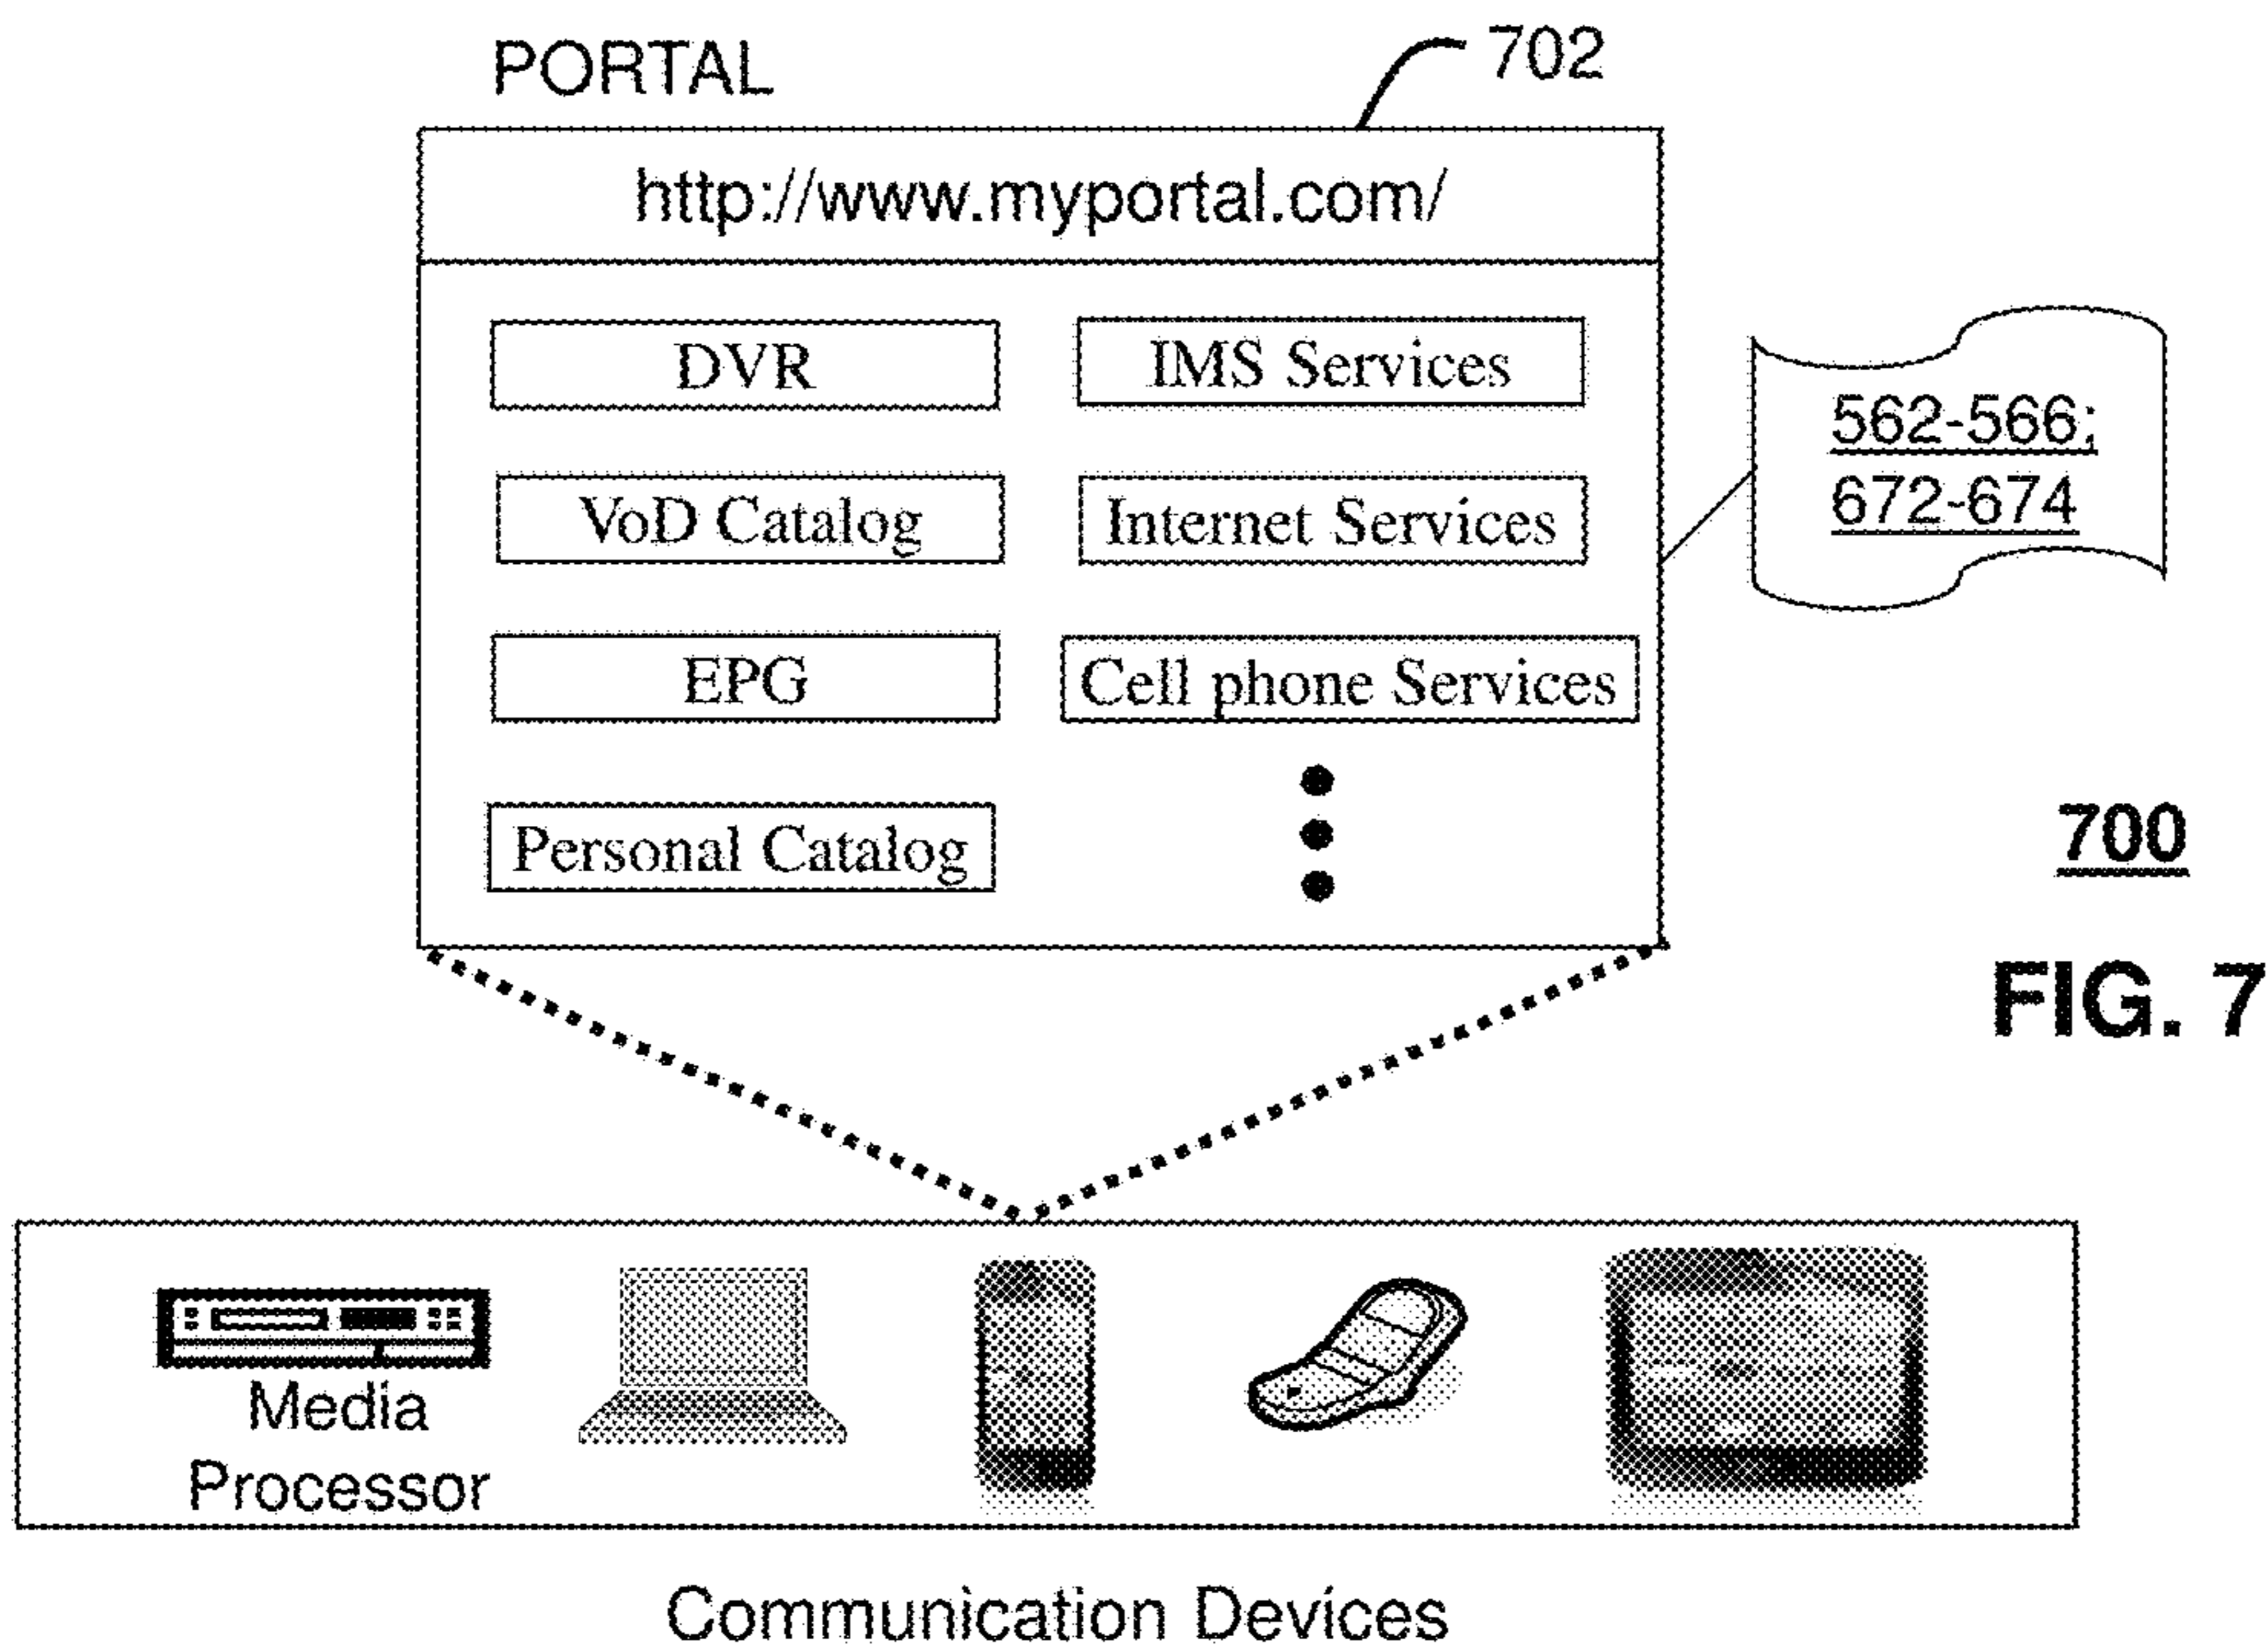 PORTAL
702
http://www.myportal.com/
DVR
IMS Services
562-566;
672-674
VoD Catalog
Internet Services
EPG
Cell phone Services
Personal Catalog
700
FIG. 7
Media
Processor
Communication Devices